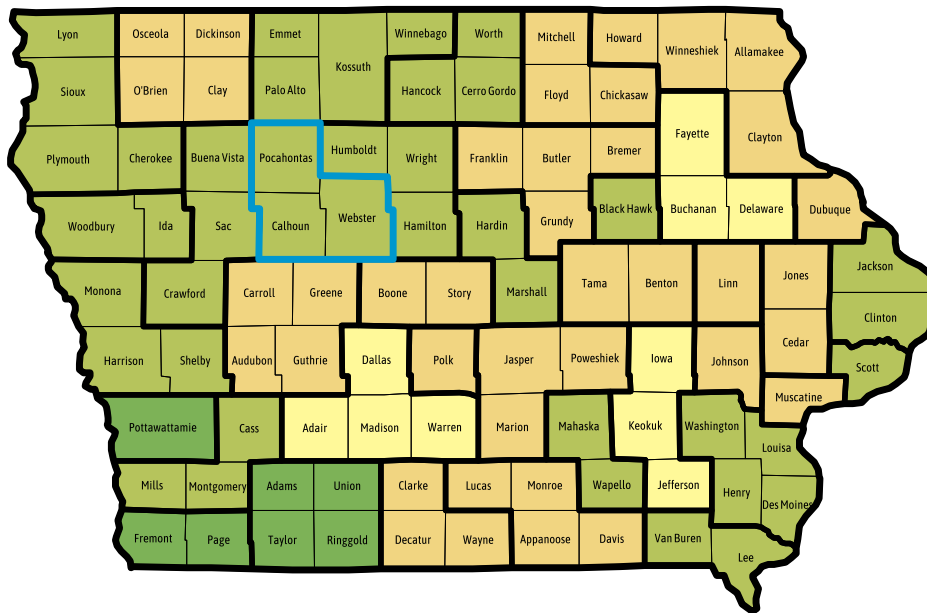 Lyon
Osceola
Dickinson
Emmet
Winnebago
Worth
Mitchell
Howard
Winneshiek
Allamakee
Kossuth
Sioux
O'Brien
Clay
Palo Alto
Hancock
Cerro Gordo
Floyd
Chickasaw
Fayette
Clayton
Plymouth
Cherokee
Buena Vista
Pocahontas
Humboldt
Wright
Franklin
Butler
Bremer
Woodbury
Ida
Sac
Calhoun
Webster
Hamilton
Hardin
Grundy
Black Hawk
Buchanan
Delaware
Dubuque
Jackson
Monona
Crawford
Carroll
Greene
Boone
Story
Marshall
Tama
Benton
Linn
Jones
Clinton
Harrison
Shelby
Audubon
Guthrie
Dallas
Polk
Jasper
Poweshiek
Iowa
Johnson
Cedar
Scott
Muscatine
Pottawattamie
Cass
Adair
Madison
Warren
Marion
Mahaska
Keokuk
Washington
Louisa
Mills
Montgomery
Adams
Union
Clarke
Lucas
Monroe
Wapello
Jefferson
Henry
Des Moines
Fremont
Page
Taylor
Ringgold
Decatur
Wayne
Appanoose
Davis
Van Buren
Lee